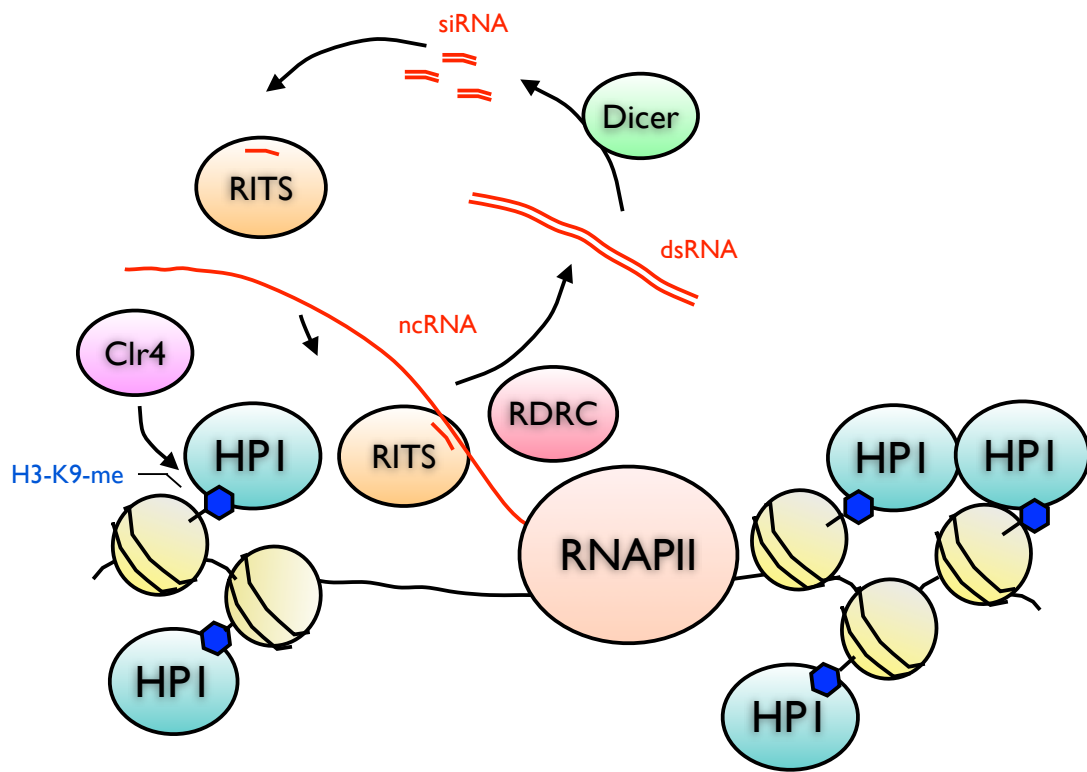 siRNA
Dicer
RITS
dsRNA
ncRNA
Clr4
RDRC
HP1
RITS
HP1
HP1
H3-K9-me
RNAPII
HP1
HP1